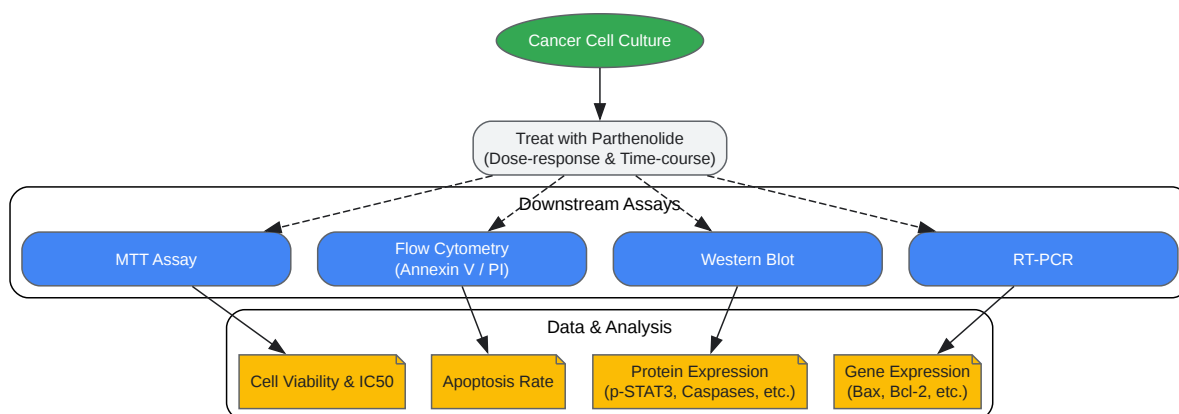 Cancer Cell Culture
Treat with Parthenolide
(Dose-response & Time-course)
Downstream Assays
MTT Assay
Flow Cytometry
(Annexin V / PI)
Western Blot
RT-PCR
Data & Analysis
Cell Viability & IC50
Apoptosis Rate
Protein Expression
(p-STAT3, Caspases, etc.)
Gene Expression
(Bax, Bcl-2, etc.)